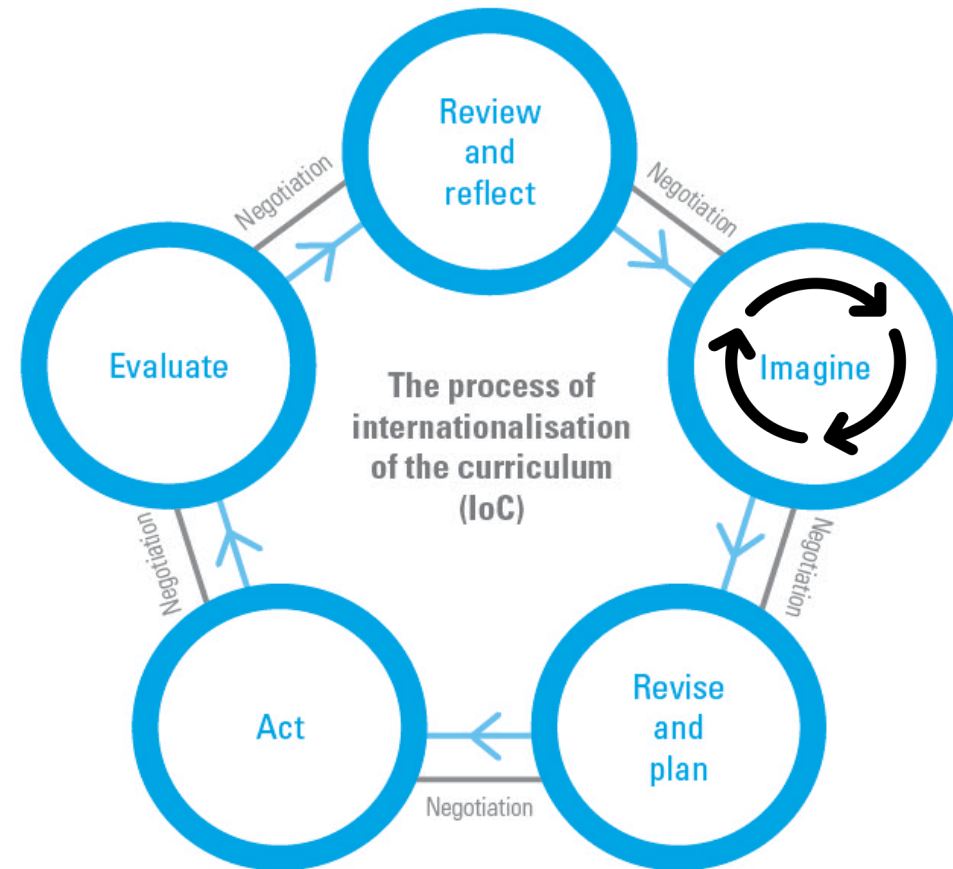 Review
and
reflect
Negotiation
Negotiation
Evaluate
Imagine
The process of
internationalisation
of the curriculum
(IoC)
Negotiation
Negotiation
Act
Revise
and
plan
Negotiation